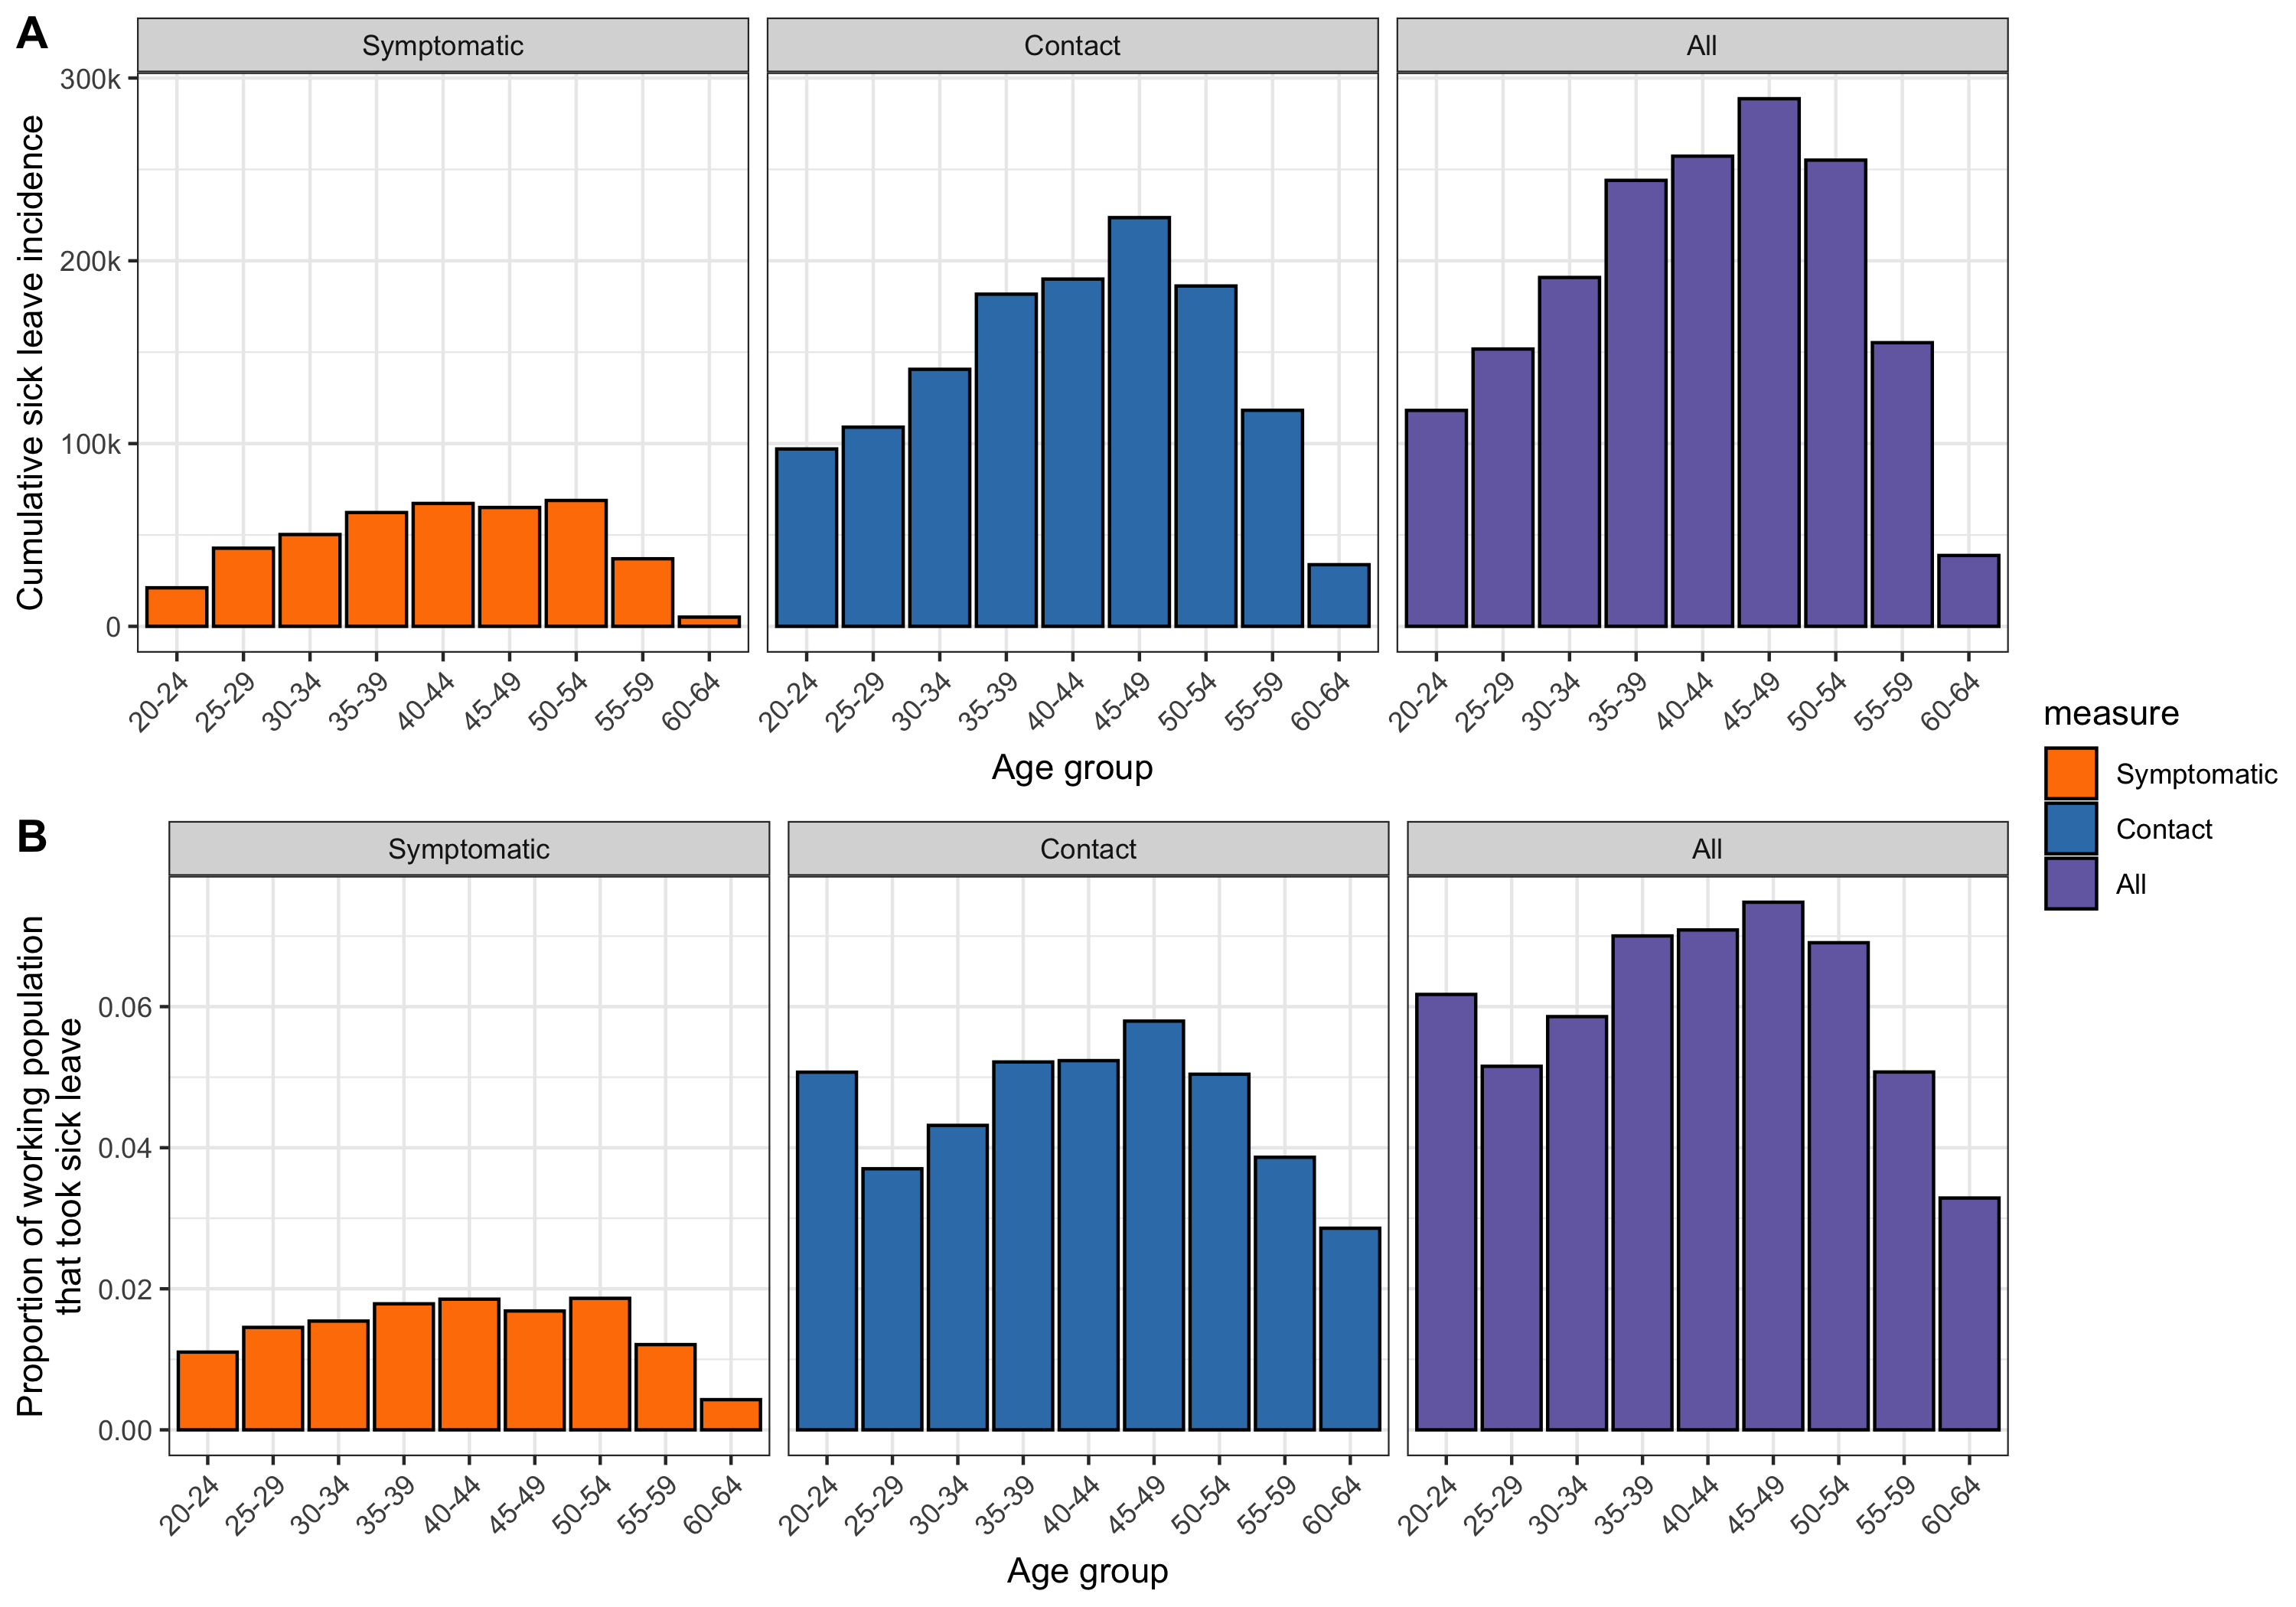 A
Symptomatic
Contact
All
Cumulative sick leave incidence
300k
200k
100k
0
20-24
25-29
30-34
35-39
40-44
45-49
50-54
55-59
60-64
20-24
25-29
30-34
35-39
40-44
45-49
50-54
55-59
60-64
20-24
25-29
30-34
35-39
40-44
45-49
50-54
55-59
60-64
Age group
measure
Symptomatic
Contact
All
B
Symptomatic
Contact
All
Proportion of working population
that took sick leave
0.06
0.04
0.02
0.00
20-24
25-29
30-34
35-39
40-44
45-49
50-54
55-59
60-64
20-24
25-29
30-34
35-39
40-44
45-49
50-54
55-59
60-64
20-24
25-29
30-34
35-39
40-44
45-49
50-54
55-59
60-64
Age group